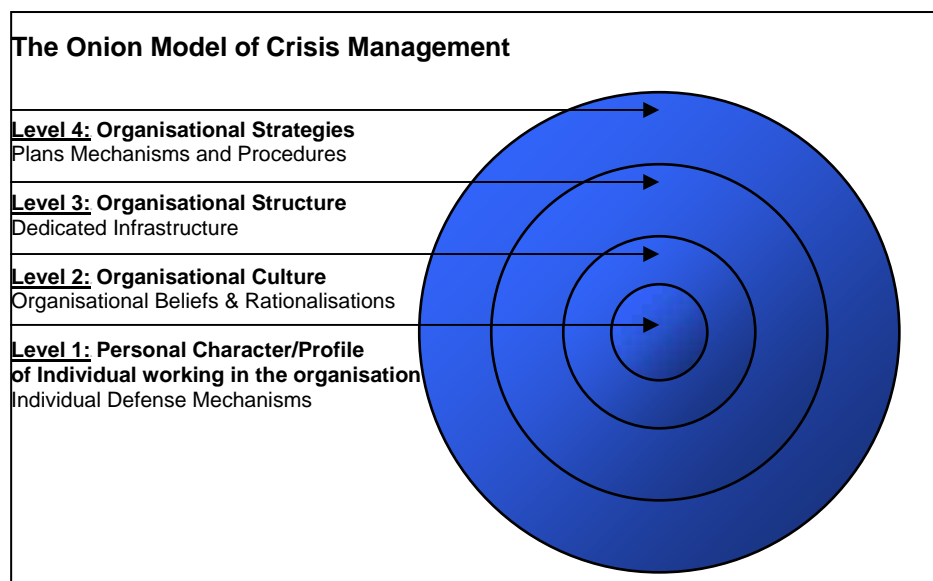 The Onion Model of Crisis Management
Level 4: Organisational Strategies
Plans Mechanisms and Procedures
Level 3: Organisational Structure
Dedicated Infrastructure
Level 2: Organisational Culture
Organisational Beliefs & Rationalisations
Level 1: Personal Character/Profile
of Individual working in the organisation
Individual Defense Mechanisms